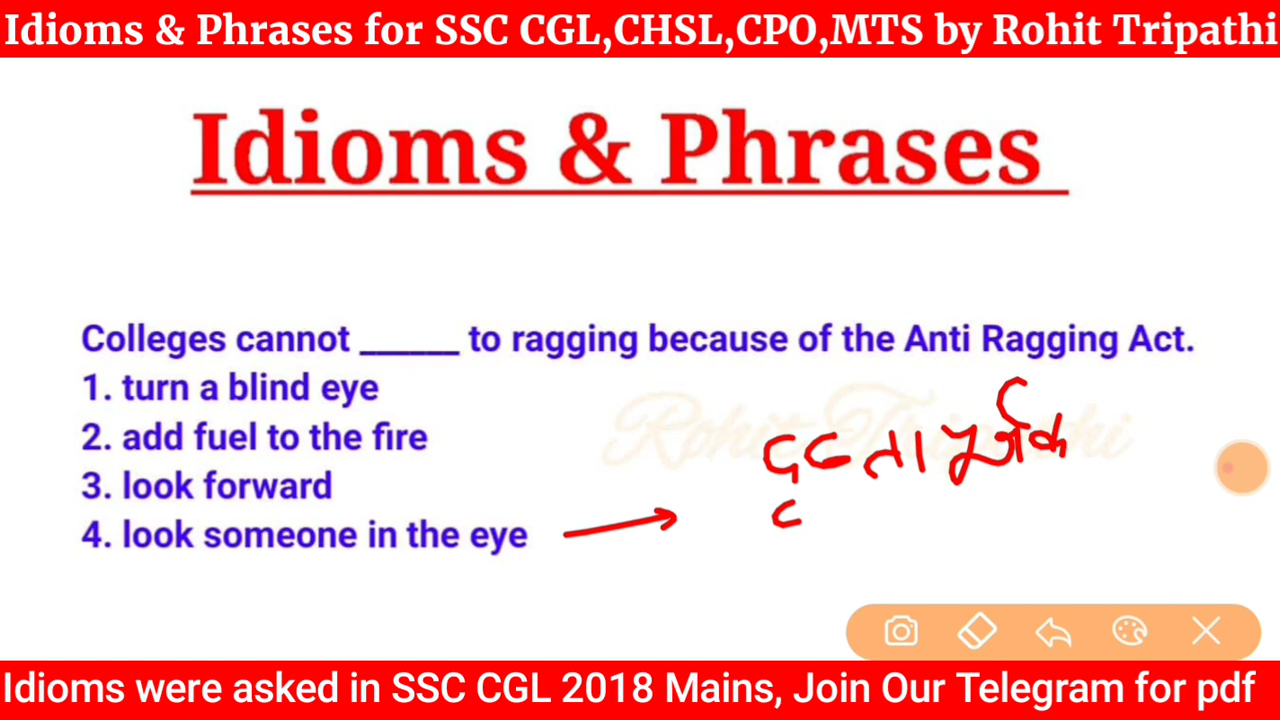 Idioms & Phrases for SSC CGL,CHSL,CPO,MTS by Rohit Tripathi
Idioms & Phrases
Colleges cannot ______ to ragging because of the Anti Ragging Act.
1. turn a blind eye
2. add fuel to the fire
3. look forward
4. look someone in the eye
Rohit Tripathi
Idioms were asked in SSC CGL 2018 Mains, Join Our Telegram for pdf